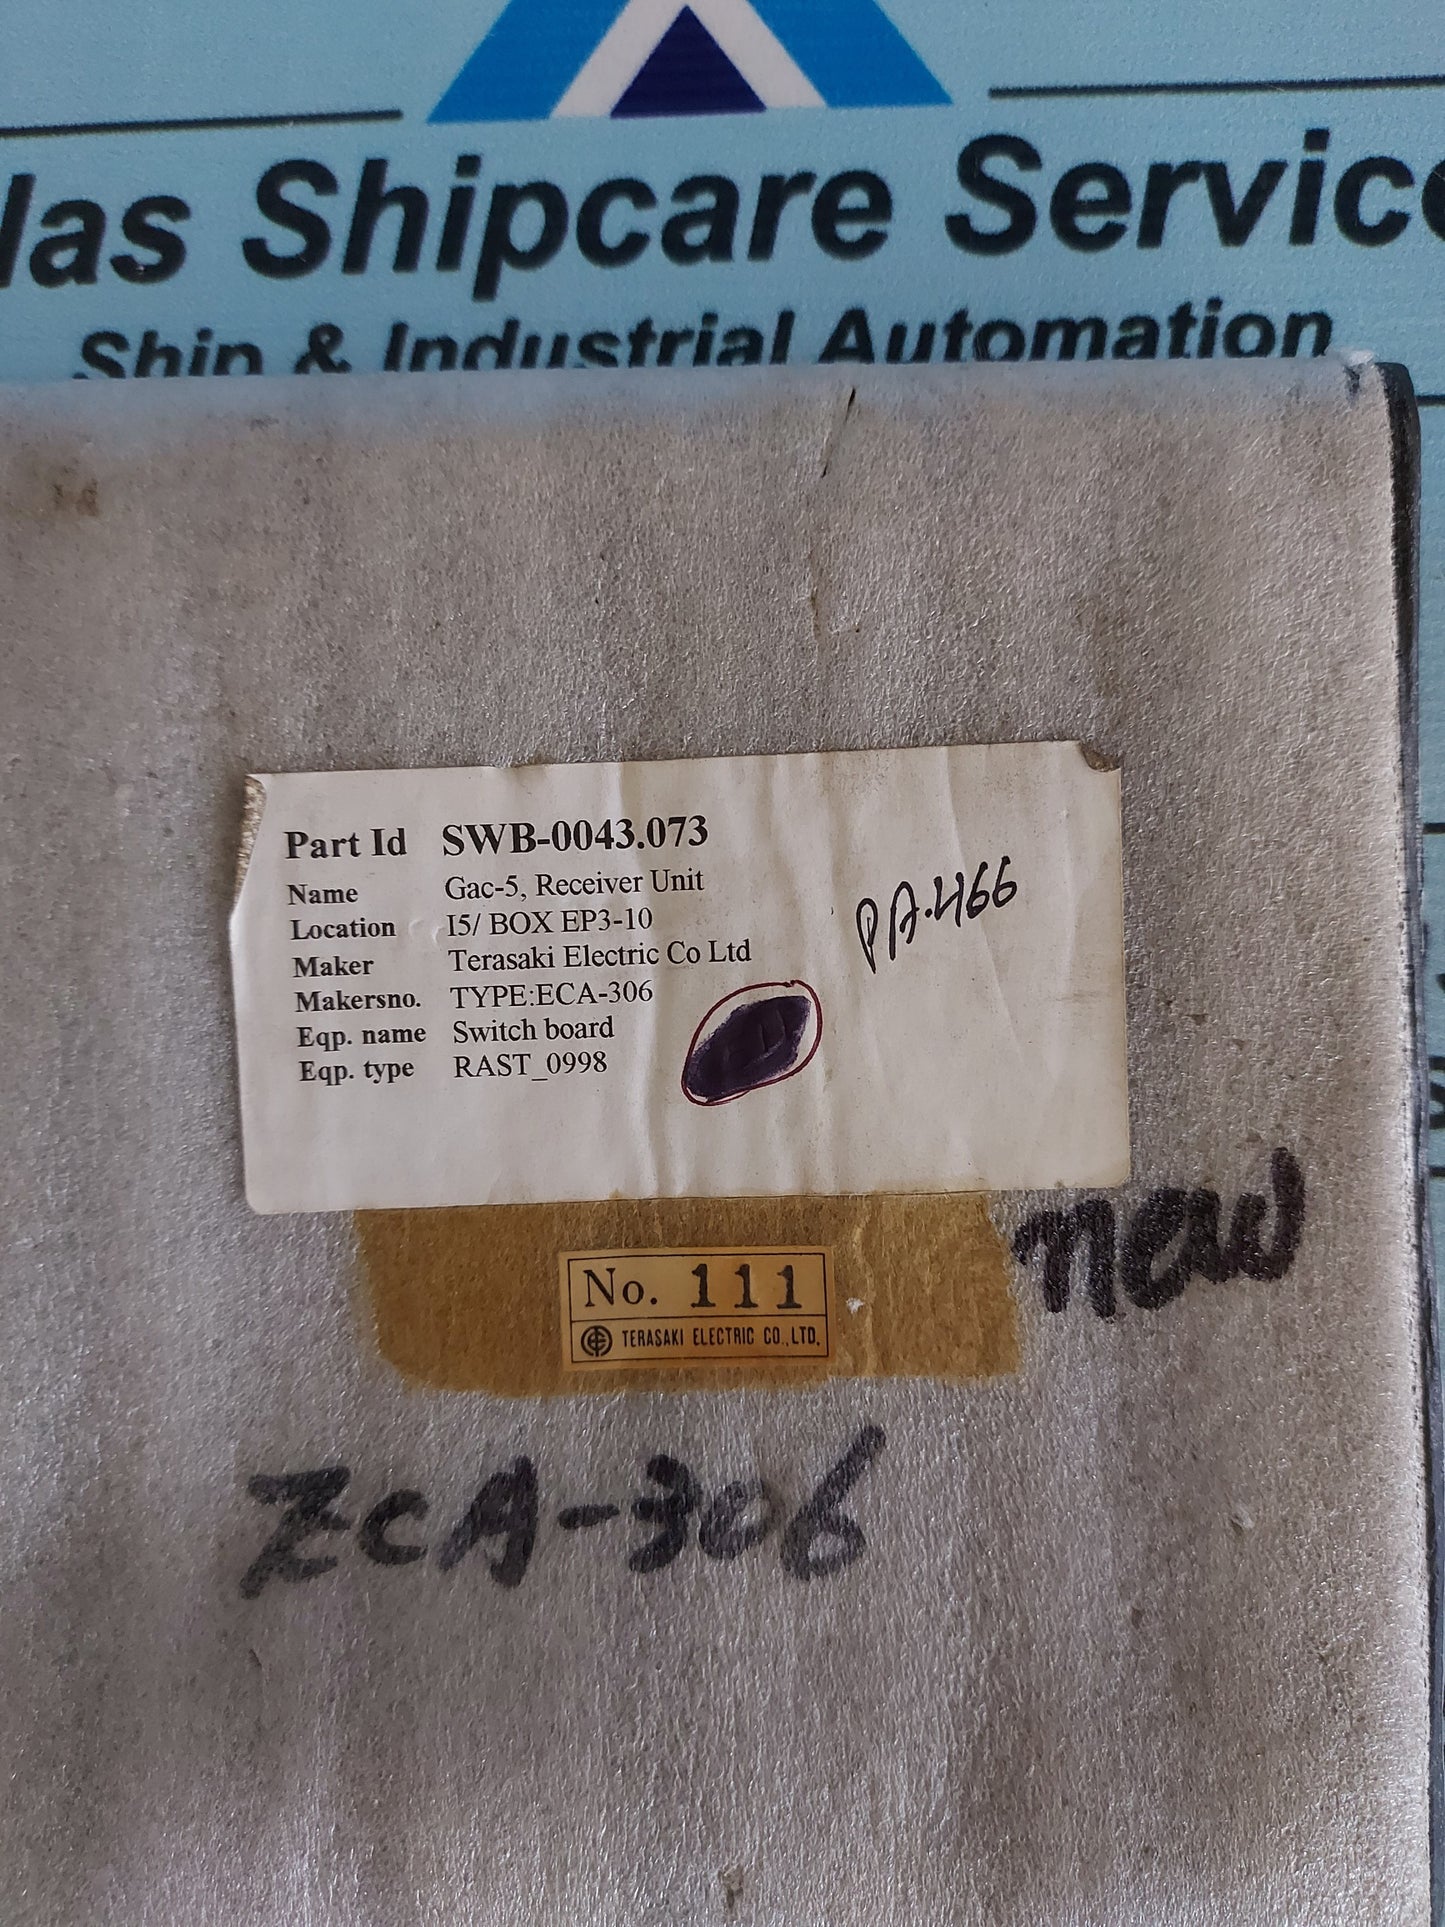 las Shipcare Service
Ship & Industrial Automation
Part Id SWB-0043.073
Name Gac-5, Receiver Unit
Location I5/ BOX EP3-10
Maker Terasaki Electric Co Ltd
Makersno. TYPE:ECA-306
Eqp. name Switch board
Eqp. type RAST_0998
PA.466
new
No. 111
TERASAKI ELECTRIC CO.,LTD.
ECA-306